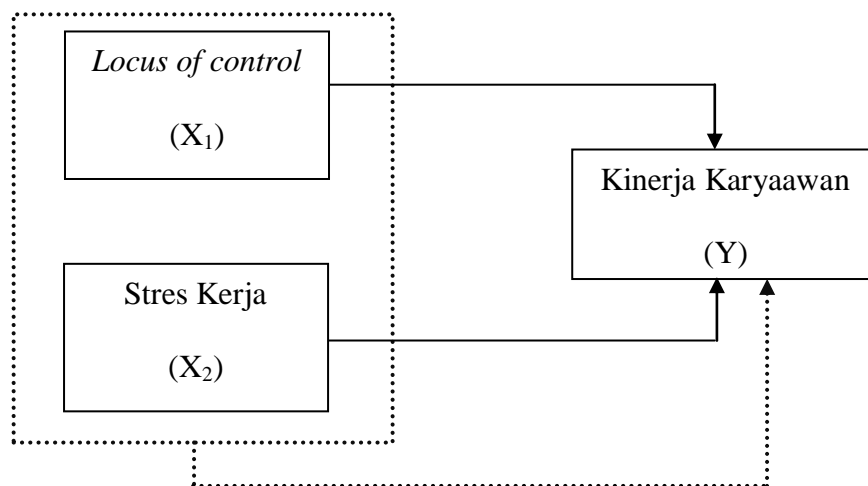 Locus of control
(X₁)
Kinerja Karyaawan
(Y)
Stres Kerja
(X₂)